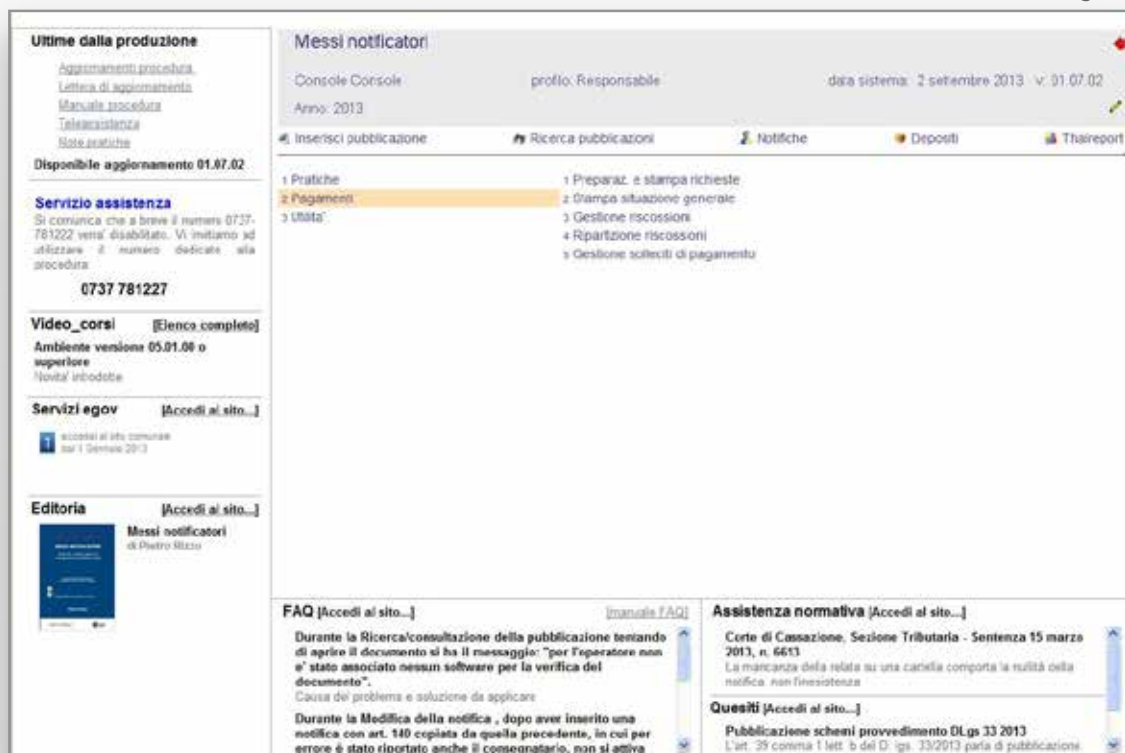 Ultime dalla produzione
Aggiornamenti procedura
Lettera di aggiornamento
Manuale procedura
Teleassistenza
Note pratiche
Disponibile aggiornamento 01.07.02
Servizio assistenza
Si comunica che a breve il numero 0737-
781222 verra' disabilitato. Vi invitiamo ad
utilizzare il numero dedicato alla
procedura:
0737 781227
Video_corsi [Elenco completo]
Ambiente versione 05.01.00 o
superiore
Novita' introdotte
Servizi egov [Accedi al sito...]
1 accessi al sito comunale
dal 1 Gennaio 2013
Editoria [Accedi al sito...]
Messi notificatori
di Pietro Rizzo
Messi notificatori
Console Console profilo: Responsabile data sistema: 2 settembre 2013 v: 01.07.02
Anno: 2013
Inserisci pubblicazione Ricerca pubblicazioni Notifiche Depositi Thaireport
1 Pratiche
2 Pagamenti
3 Utilita'
1 Preparaz. e stampa richieste
2 Stampa situazione generale
3 Gestione riscossioni
4 Ripartizione riscossioni
5 Gestione solleciti di pagamento
FAQ [Accedi al sito...] [manuale FAQ]
Durante la Ricerca/consultazione della pubblicazione tentando
di aprire il documento si ha il messaggio: "per l'operatore non
e' stato associato nessun software per la verifica del
documento".
Causa del problema e soluzione da applicare
Durante la Modifica della notifica , dopo aver inserito una
notifica con art. 140 copiata da quella precedente, in cui per
errore è stato riportato anche il consegnatario, non si attiva
Assistenza normativa [Accedi al sito...]
Corte di Cassazione, Sezione Tributaria - Sentenza 15 marzo
2013, n. 6613
La mancanza della relata su una cartella comporta la nullità della
notifica, non l'inesistenza
Quesiti [Accedi al sito...]
Pubblicazione schemi provvedimento DLgs 33 2013
L'art. 39 comma 1 lett. b del D. lgs. 33/2013 parla di pubblicazione